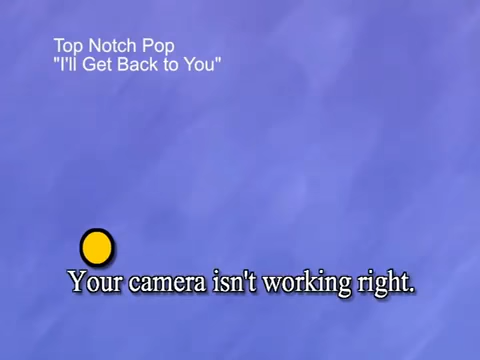 Top Notch Pop
"I'll Get Back to You"
Your camera isn't working right.